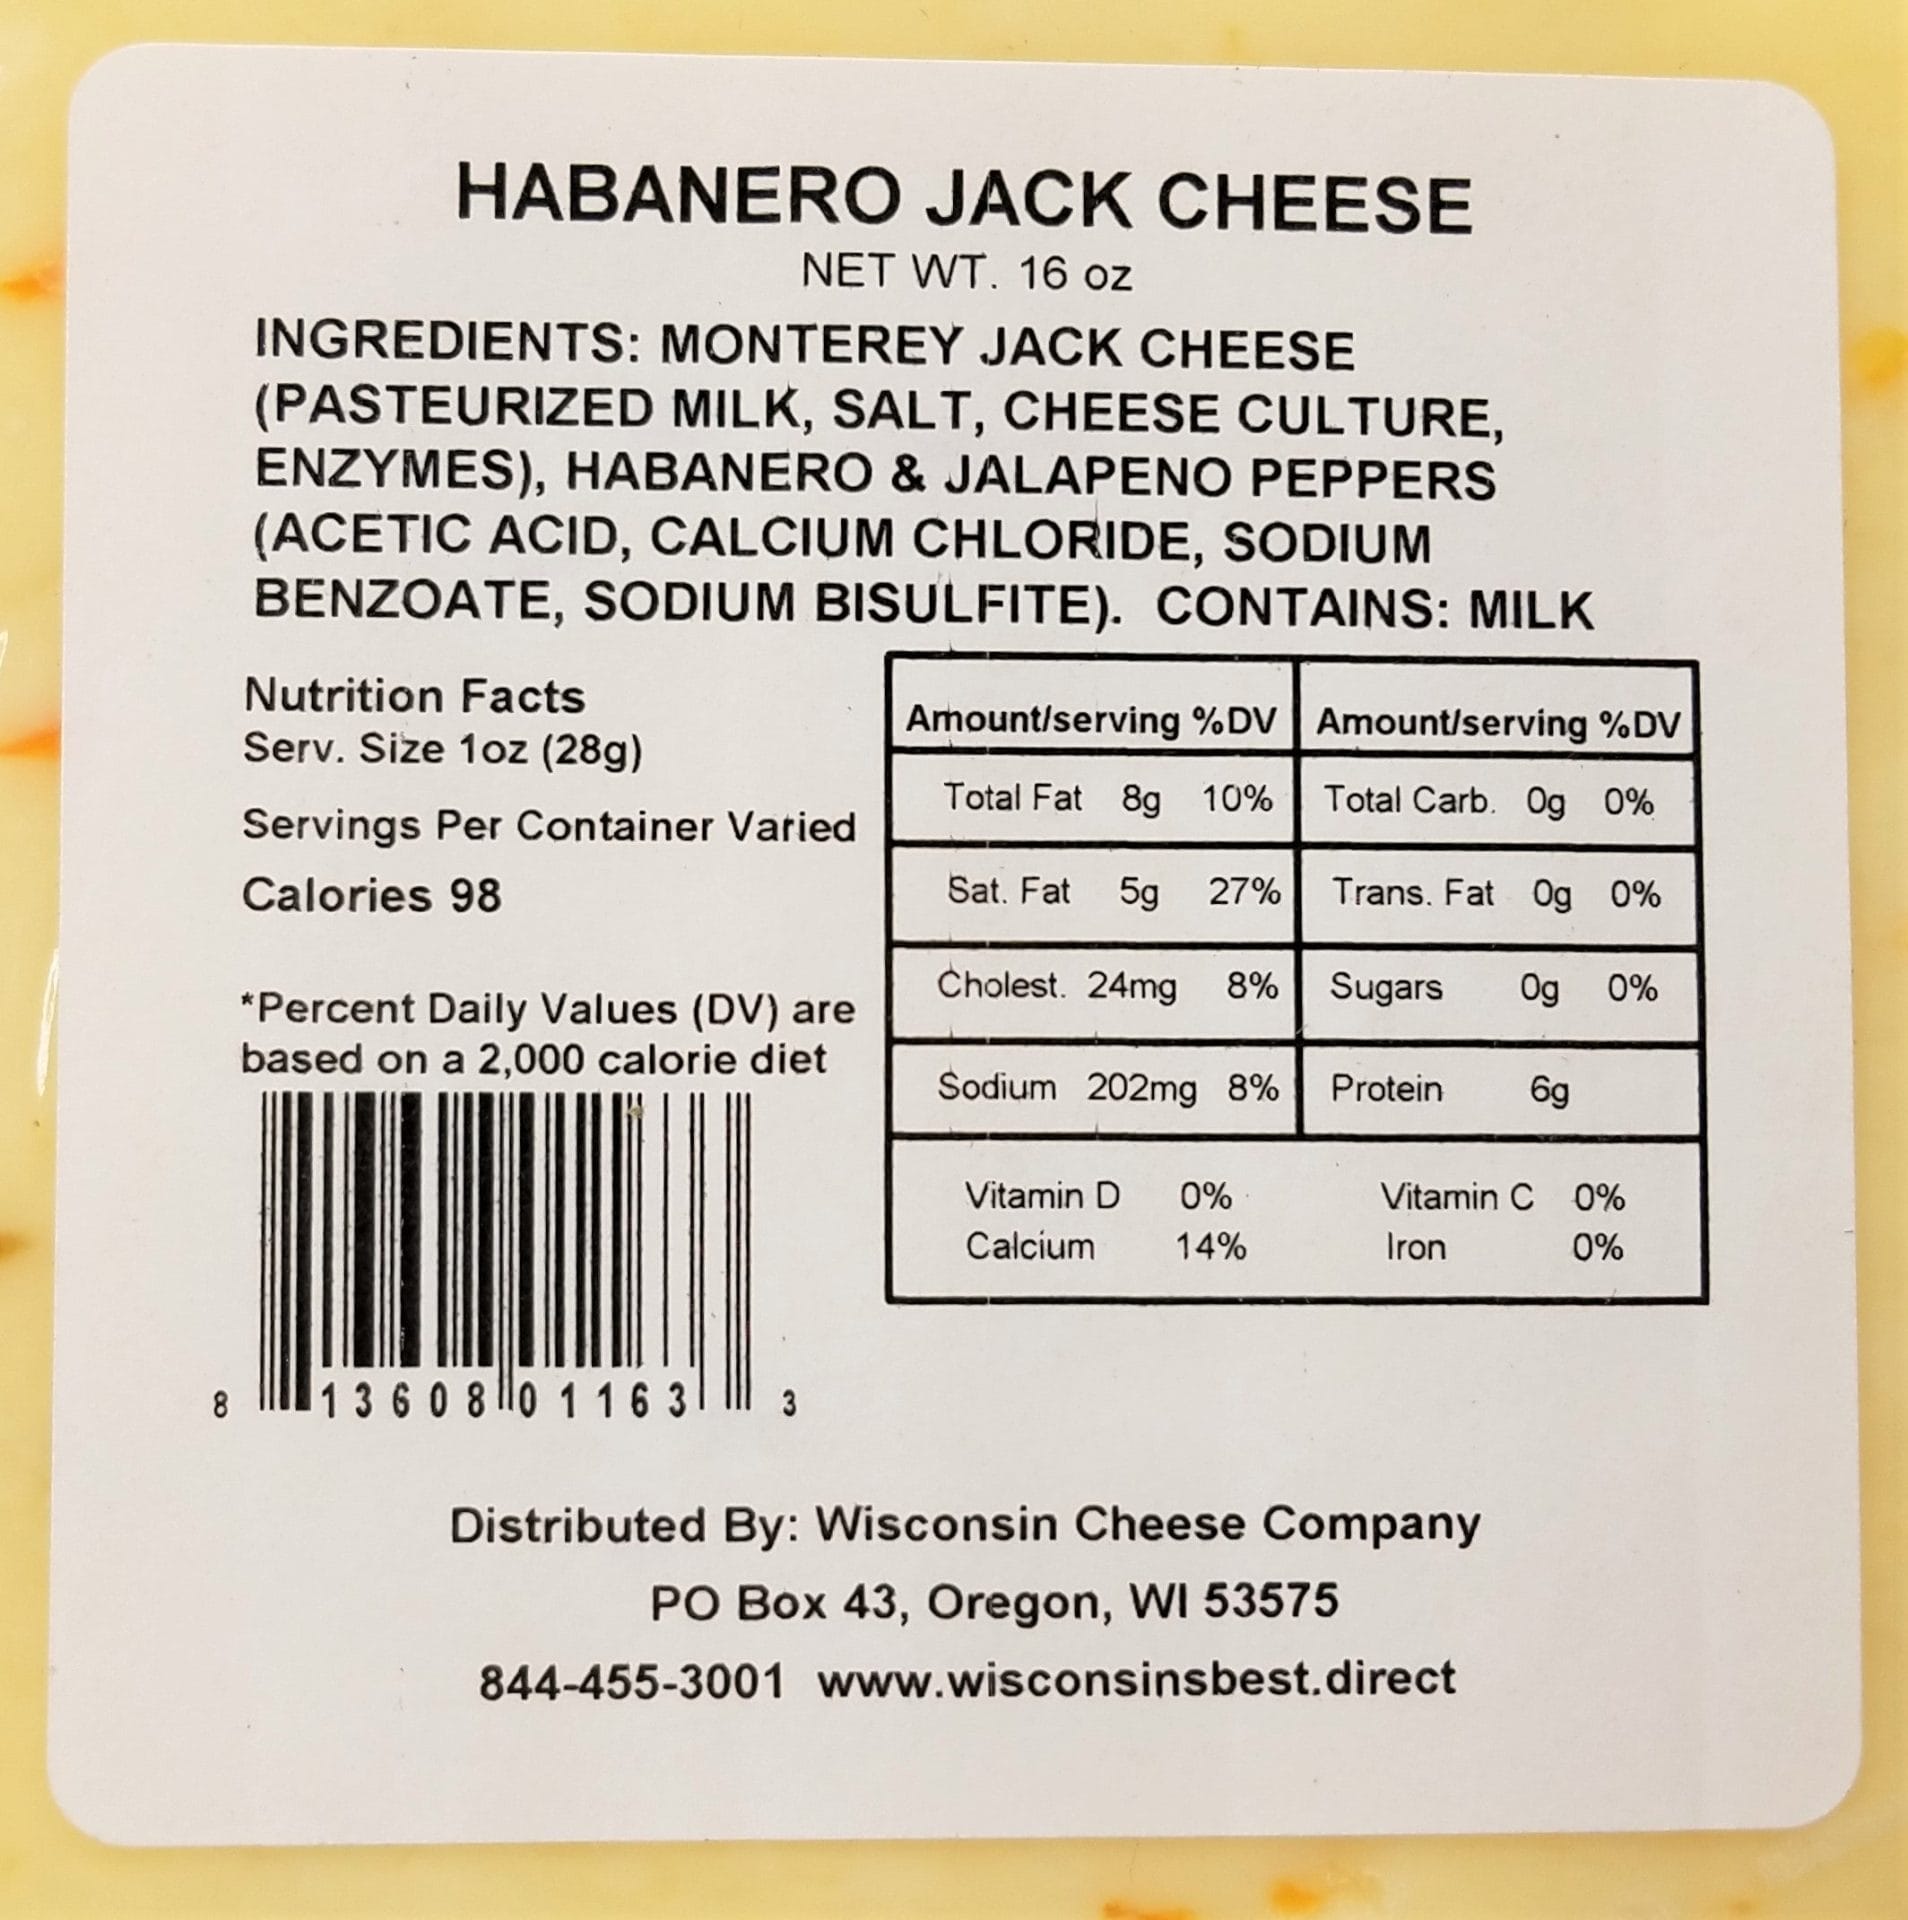 HABANERO JACK CHEESE
NET WT. 16 oz
INGREDIENTS: MONTEREY JACK CHEESE
(PASTEURIZED MILK, SALT, CHEESE CULTURE,
ENZYMES), HABANERO & JALAPENO PEPPERS
(ACETIC ACID, CALCIUM CHLORIDE, SODIUM
BENZOATE, SODIUM BISULFITE). CONTAINS: MILK
Nutrition Facts
Serv. Size 1oz (28g)
Servings Per Container Varied
Calories 98
*Percent Daily Values (DV) are
based on a 2,000 calorie diet
Amount/serving %DV Amount/serving %DV
Total Fat 8g 10% Total Carb. 0g 0%
Sat. Fat 5g 27% Trans. Fat 0g 0%
Cholest. 24mg 8% Sugars 0g 0%
Sodium 202mg 8% Protein 6g
Vitamin D 0% Vitamin C 0%
Calcium 14% Iron 0%
8 13608 01163 3
Distributed By: Wisconsin Cheese Company
PO Box 43, Oregon, WI 53575
844-455-3001 www.wisconsinsbest.direct